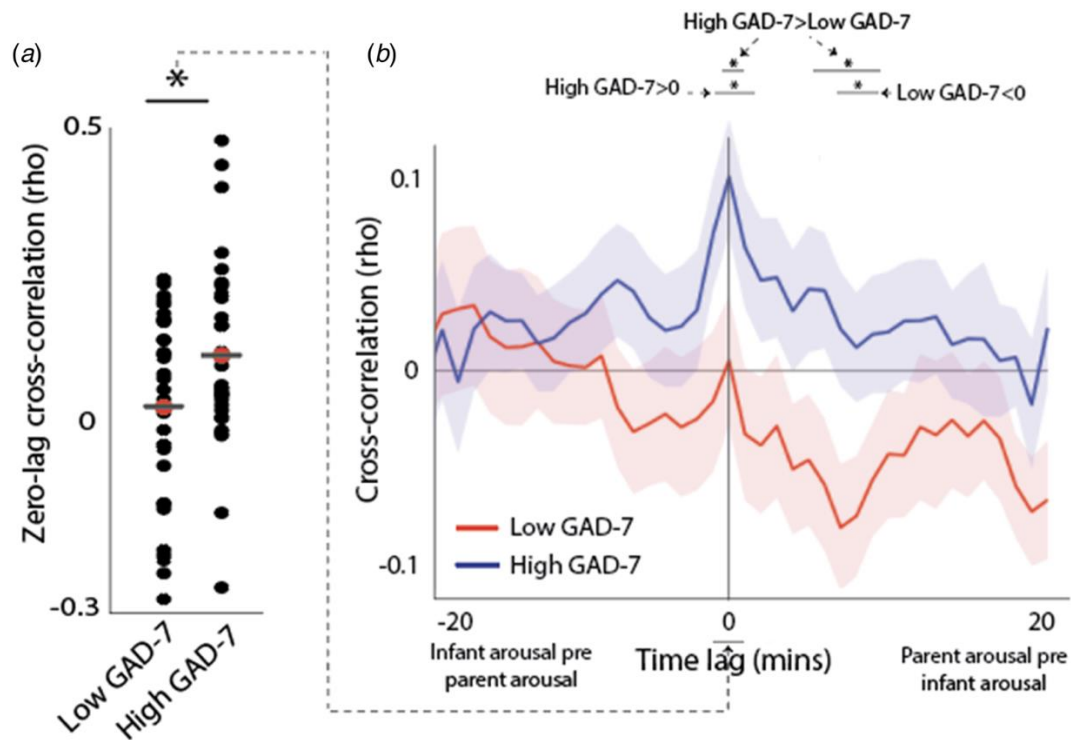 (a)
*
0.5
0
-0.3
Zero-lag cross-correlation (rho)
Low GAD-7
High GAD-7
(b)
High GAD-7>Low GAD-7
* *
High GAD-7>0 * * Low GAD-7<0
0.1
0
-0.1
Cross-correlation (rho)
Low GAD-7
High GAD-7
-20 0 20
Infant arousal pre
parent arousal
Time lag (mins)
Parent arousal pre
infant arousal